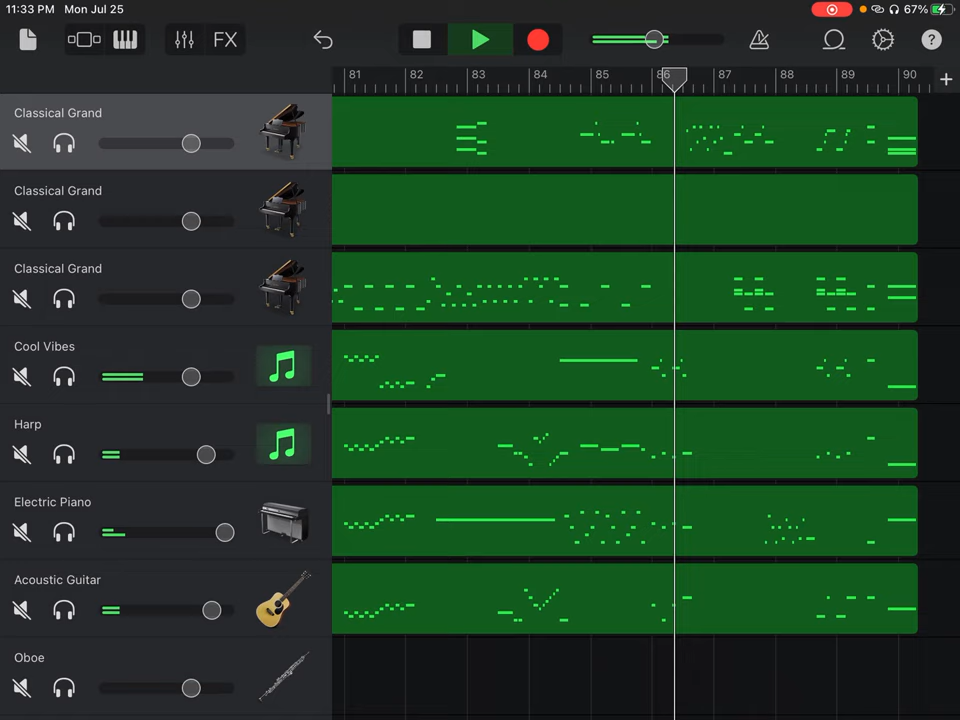 11:33 PM Mon Jul 25
67%
FX
?
81 82 83 84 85 86 87 88 89 90 +
Classical Grand
Classical Grand
Classical Grand
Cool Vibes
Harp
Electric Piano
Acoustic Guitar
Oboe